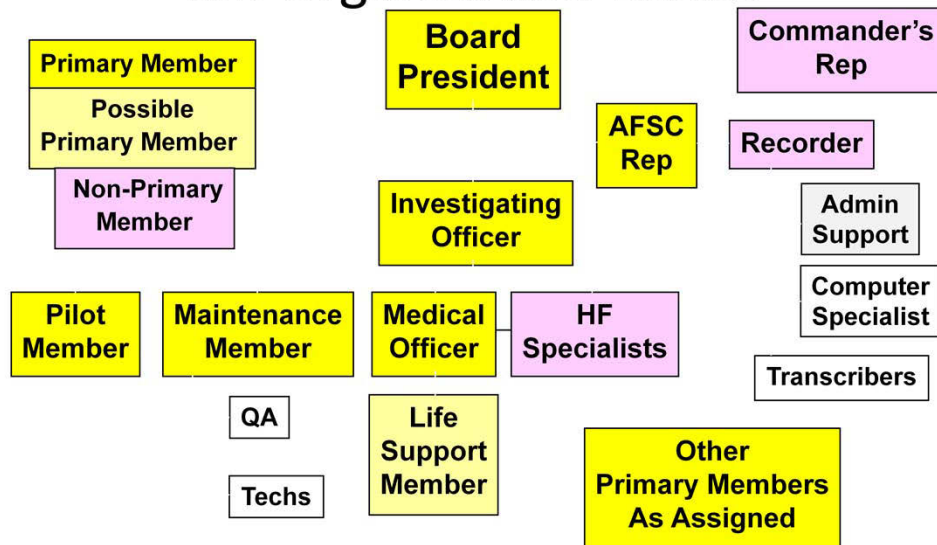 Board
President
Commander's
Rep
Primary Member
Possible
Primary Member
Non-Primary
Member
AFSC
Rep
Recorder
Investigating
Officer
Admin
Support
Computer
Specialist
Transcribers
Pilot
Member
Maintenance
Member
Medical
Officer
HF
Specialists
QA
Techs
Life
Support
Member
Other
Primary Members
As Assigned